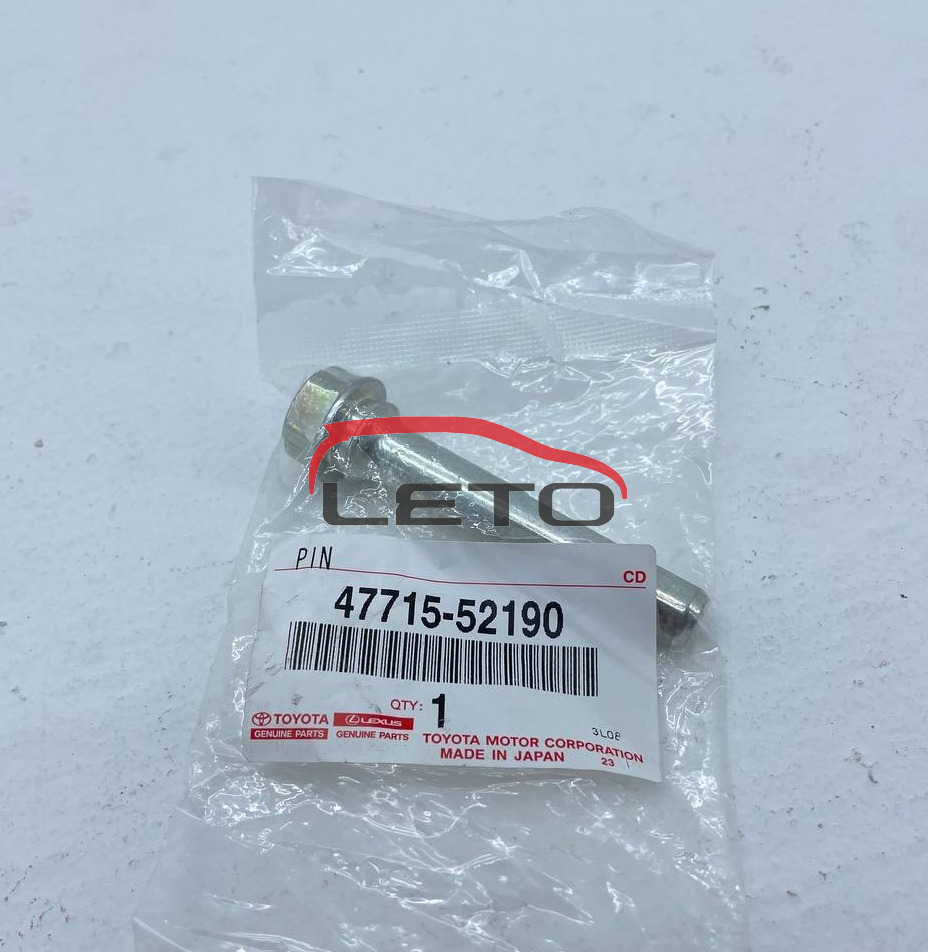 LETO
PIN
CD
47715-52190
QTY: 1
TOYOTA LEXUS
GENUINE PARTS GENUINE PARTS
3L08
TOYOTA MOTOR CORPORATION
MADE IN JAPAN 23